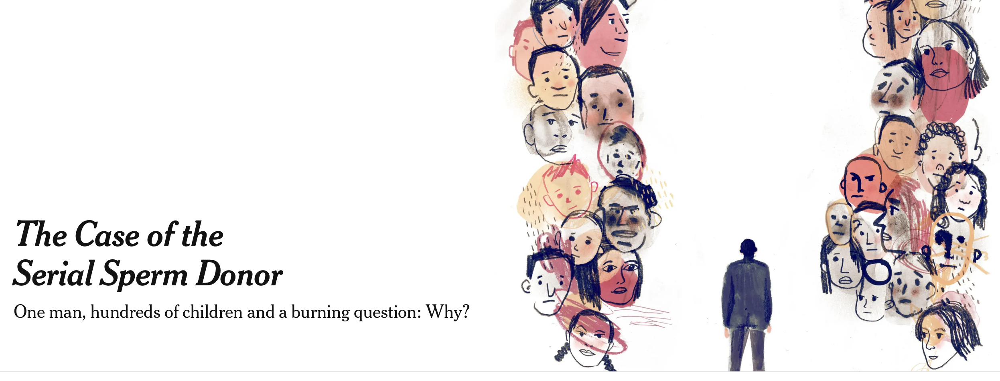 The Case of the
Serial Sperm Donor
One man, hundreds of children and a burning question: Why?